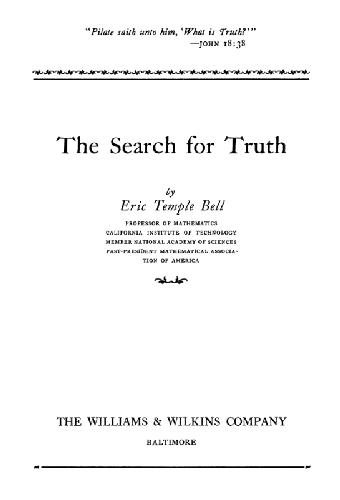 "Pilate saith unto him, 'What is Truth?'"
—JOHN 18:38
The Search for Truth
by
Eric Temple Bell
PROFESSOR OF MATHEMATICS
CALIFORNIA INSTITUTE OF TECHNOLOGY
MEMBER NATIONAL ACADEMY OF SCIENCES
PAST-PRESIDENT MATHEMATICAL ASSOCIA-
TION OF AMERICA
THE WILLIAMS & WILKINS COMPANY
BALTIMORE